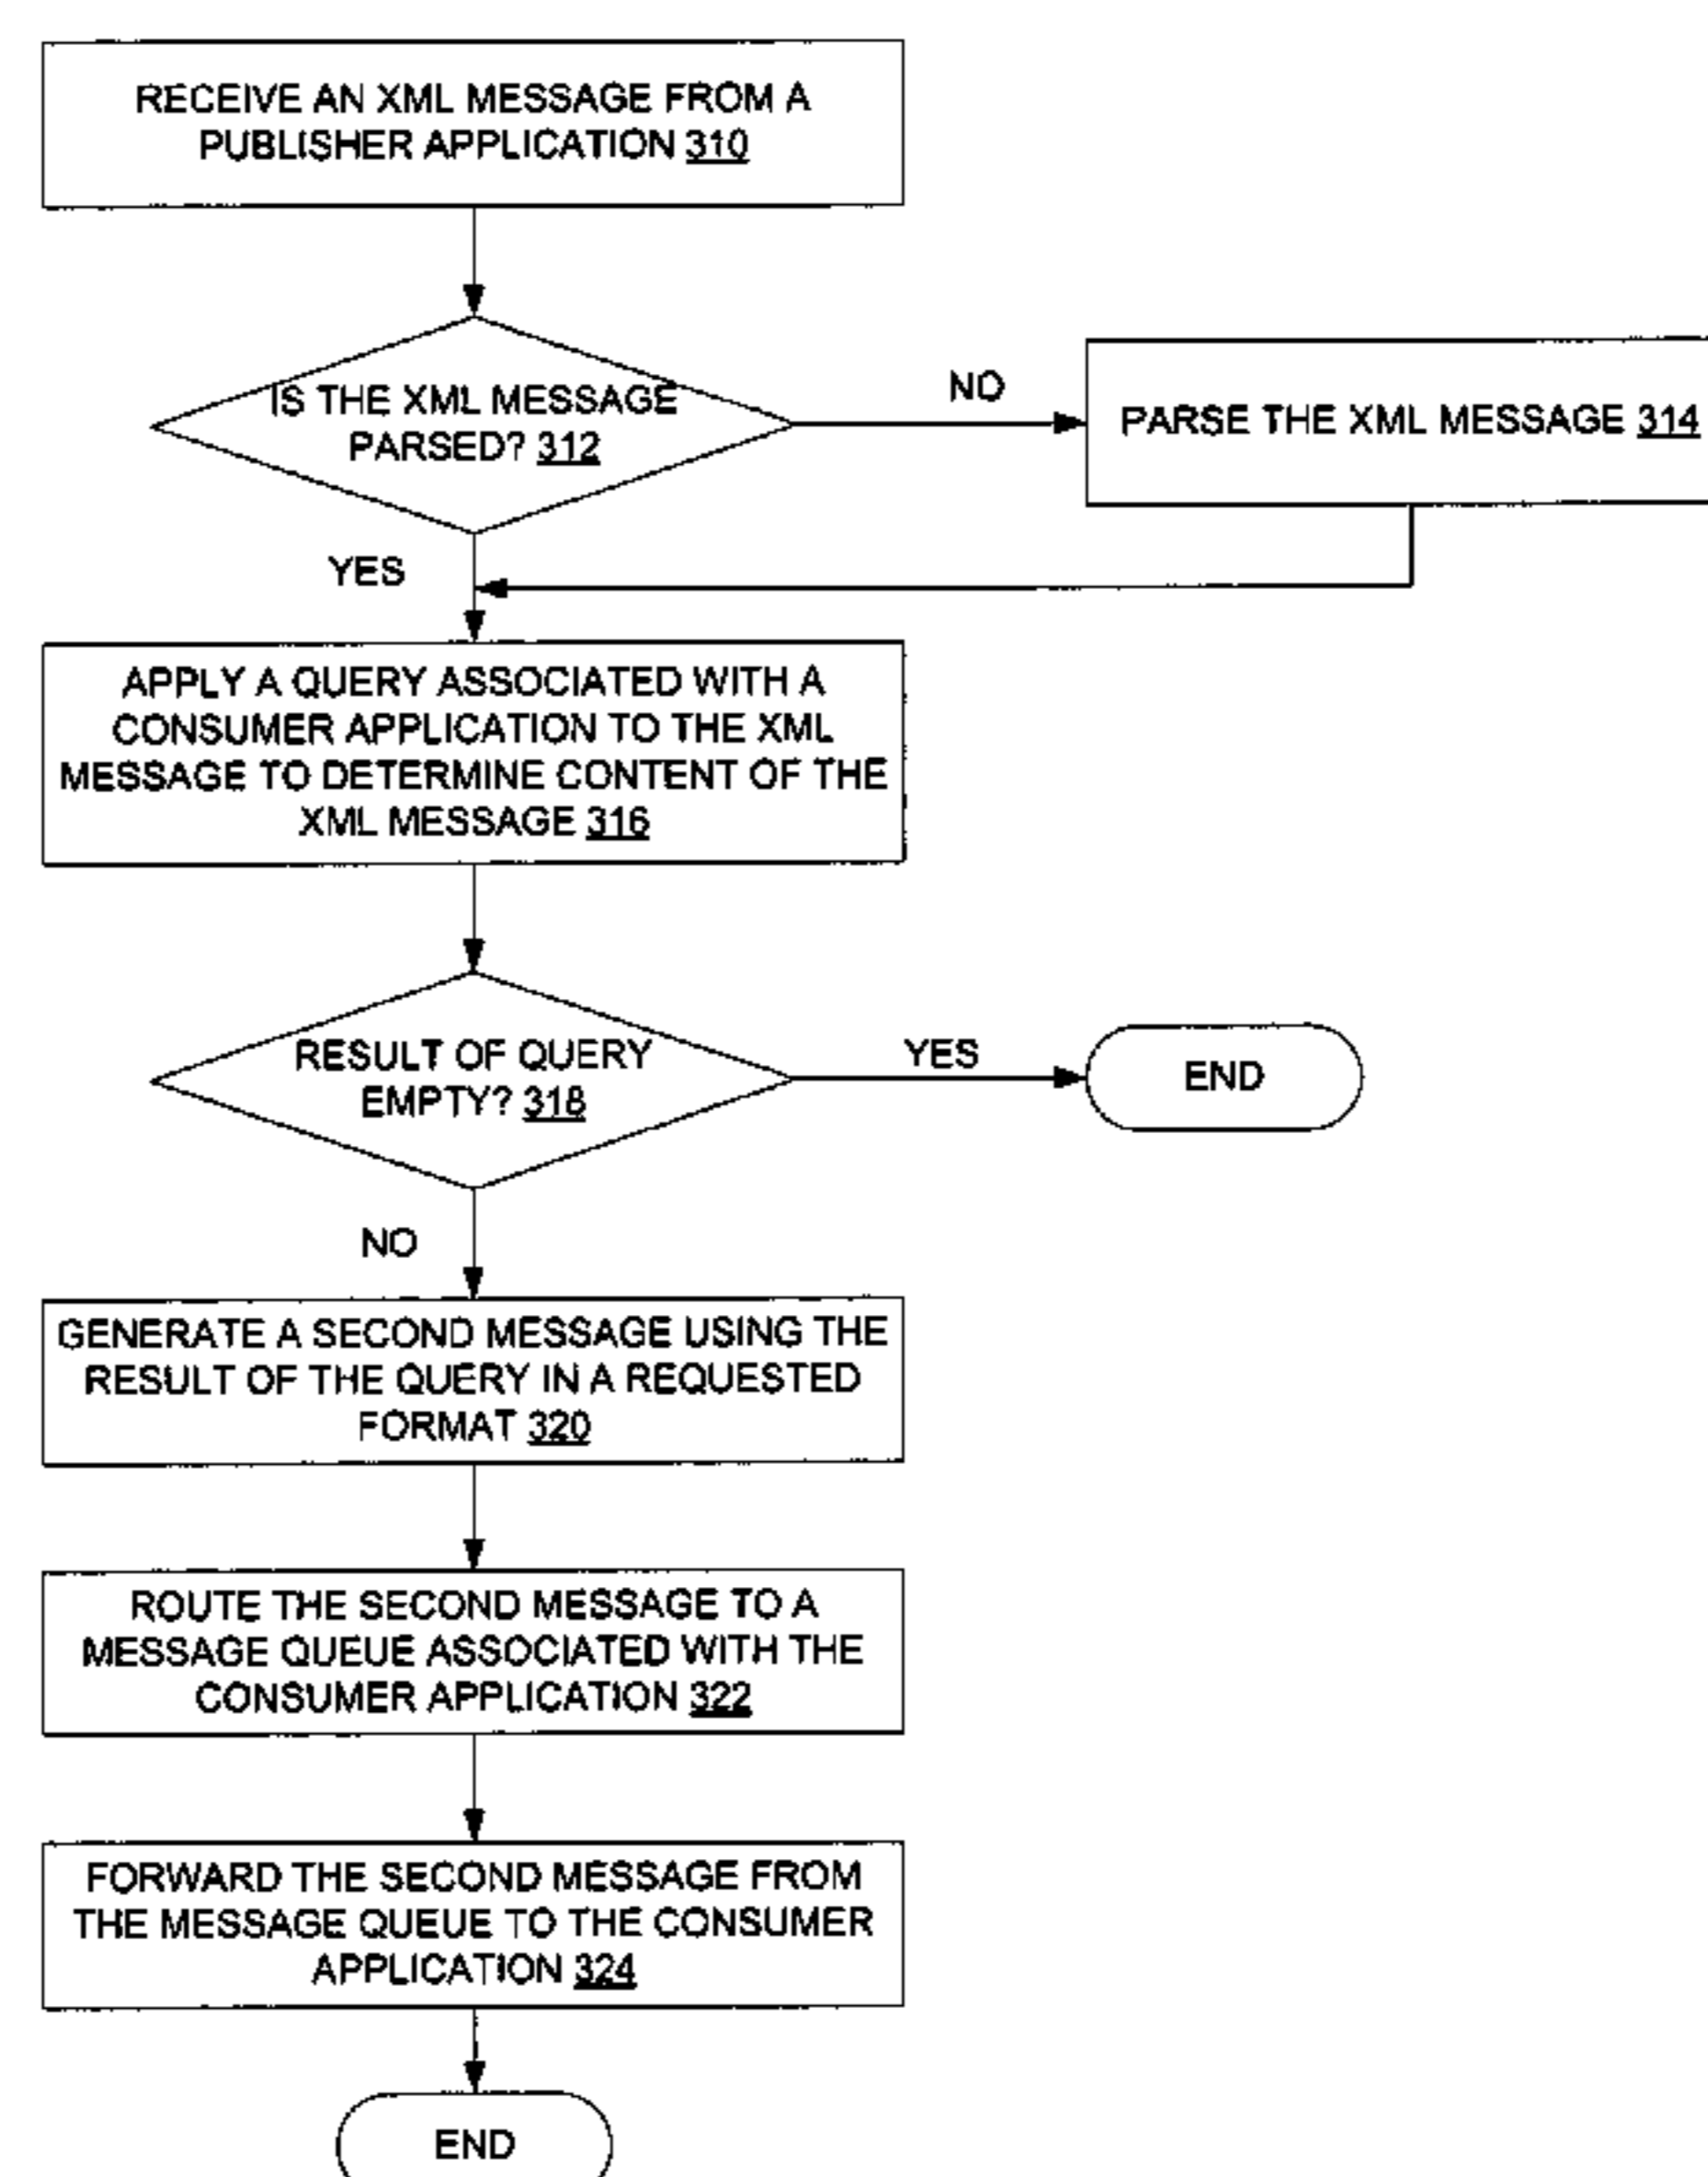 RECEIVE AN XML MESSAGE FROM A
PUBLISHER APPLICATION 310
IS THE XML MESSAGE
PARSED? 312
NO
PARSE THE XML MESSAGE 314
YES
APPLY A QUERY ASSOCIATED WITH A
CONSUMER APPLICATION TO THE XML
MESSAGE TO DETERMINE CONTENT OF THE
XML MESSAGE 316
RESULT OF QUERY
EMPTY? 318
YES
END
NO
GENERATE A SECOND MESSAGE USING THE
RESULT OF THE QUERY IN A REQUESTED
FORMAT 320
ROUTE THE SECOND MESSAGE TO A
MESSAGE QUEUE ASSOCIATED WITH THE
CONSUMER APPLICATION 322
FORWARD THE SECOND MESSAGE FROM
THE MESSAGE QUEUE TO THE CONSUMER
APPLICATION 324
END